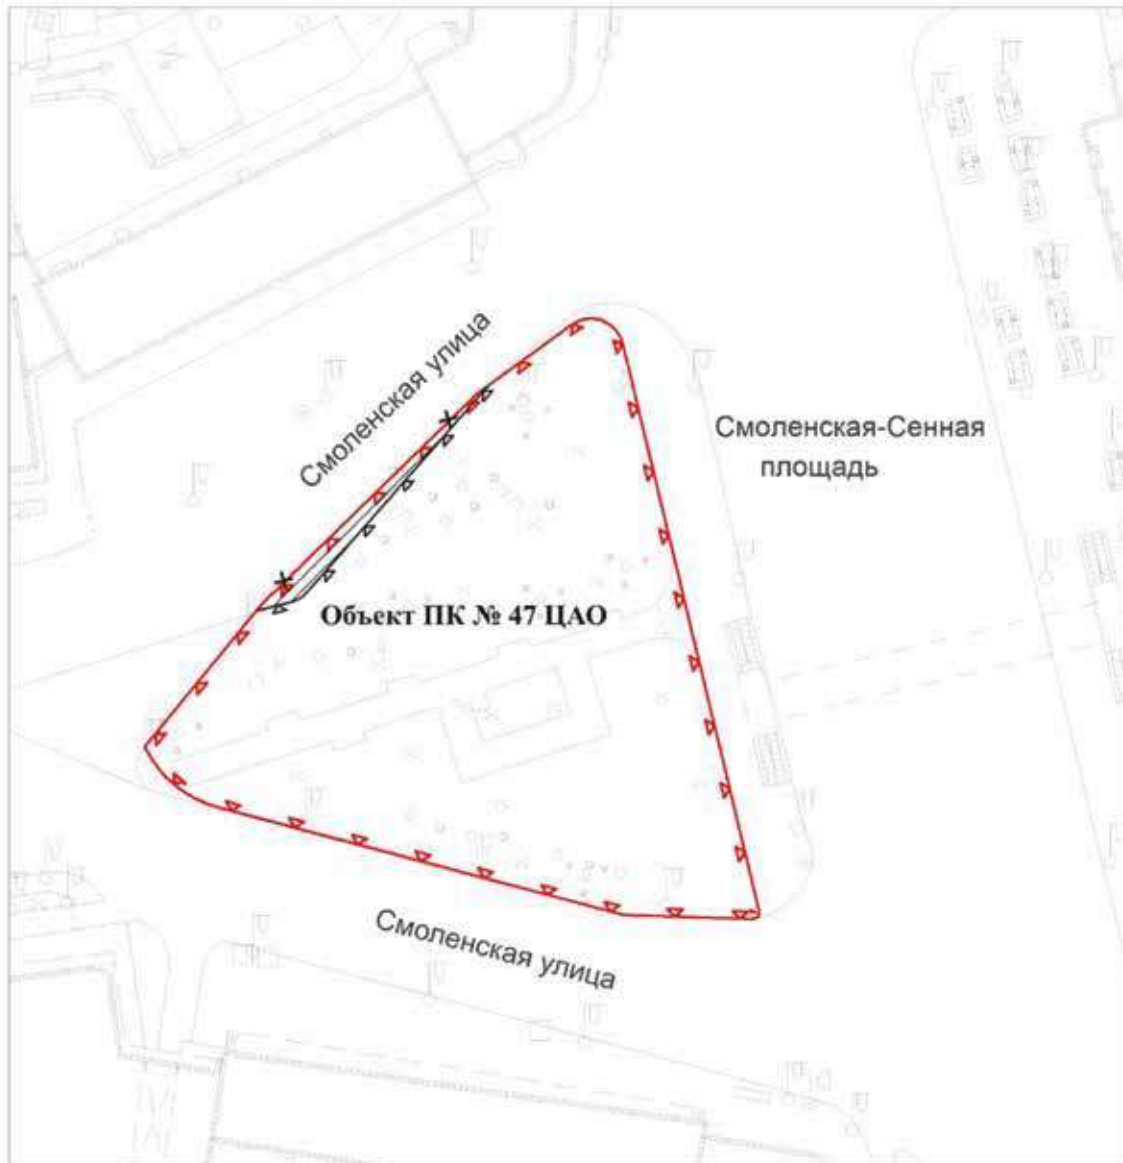 Смоленская улица
Смоленская-Сенная
площадь
Объект ПК № 47 ЦАО
Смоленская улица